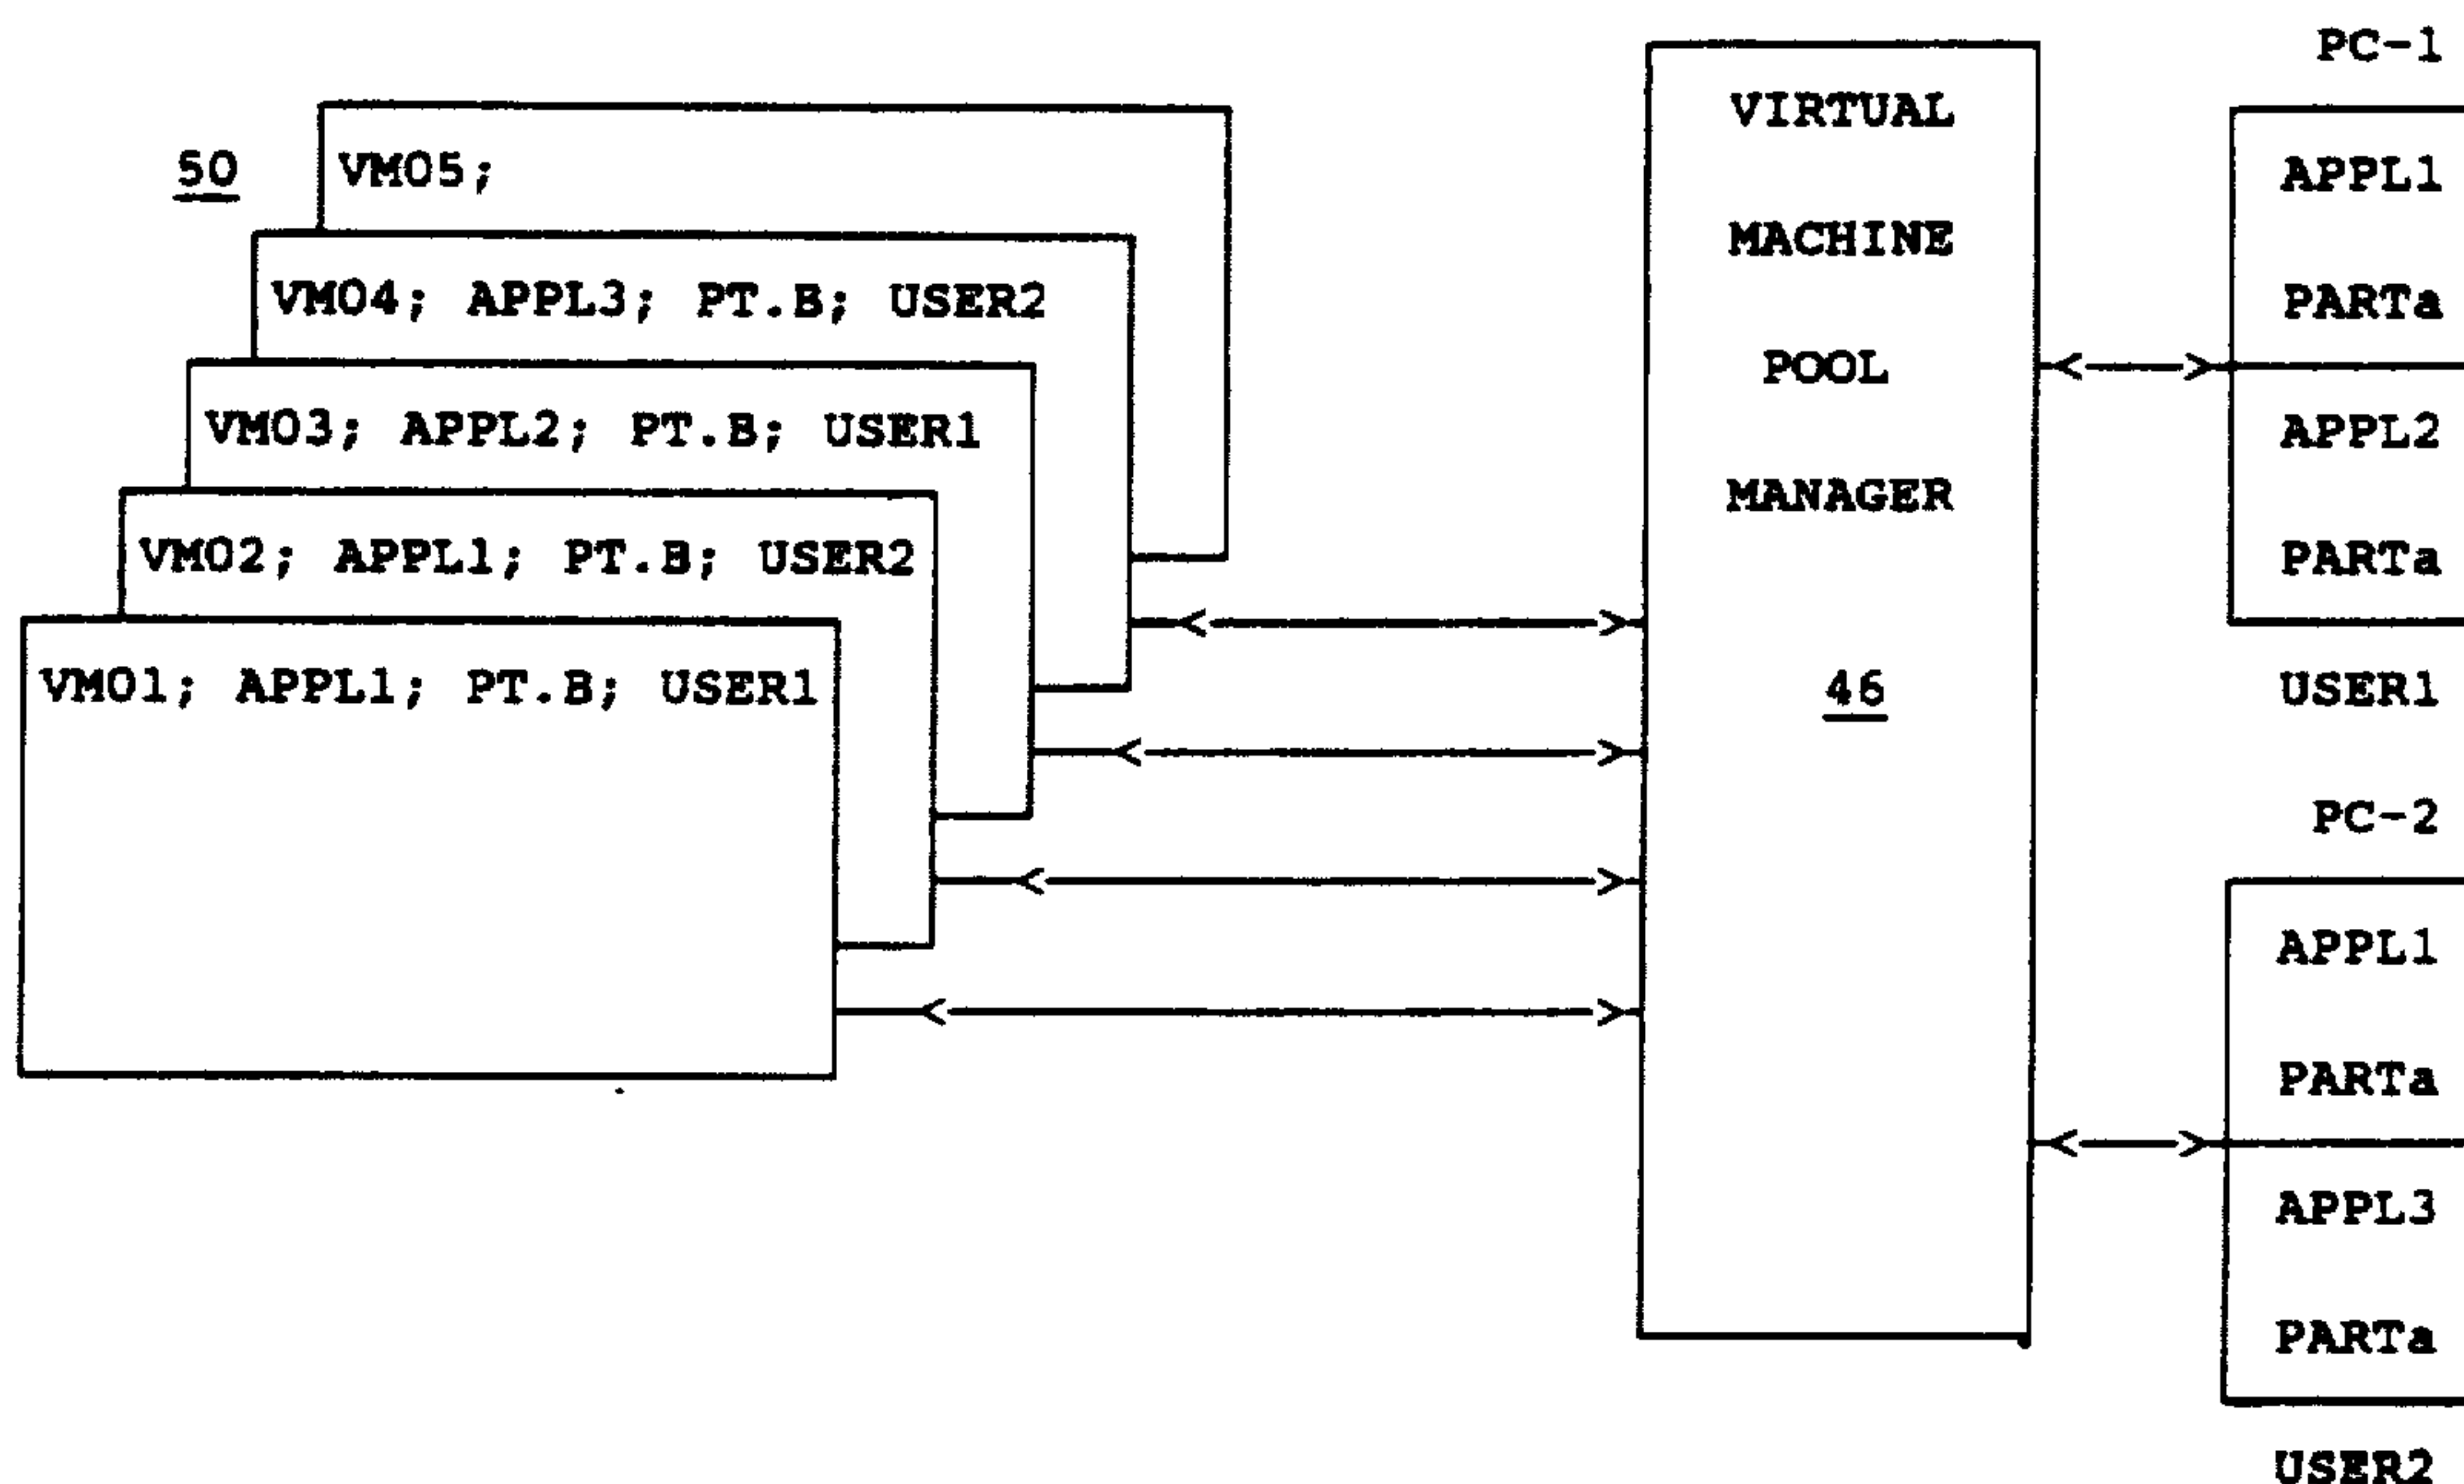 50
VM05;
VM04; APPL3; PT.B; USER2
VM03; APPL2; PT.B; USER1
VM02; APPL1; PT.B; USER2
VM01; APPL1; PT.B; USER1
VIRTUAL
MACHINE
POOL
MANAGER
46
PC-1
APPL1
PARTa
APPL2
PARTa
USER1
PC-2
APPL1
PARTa
APPL3
PARTa
USER2